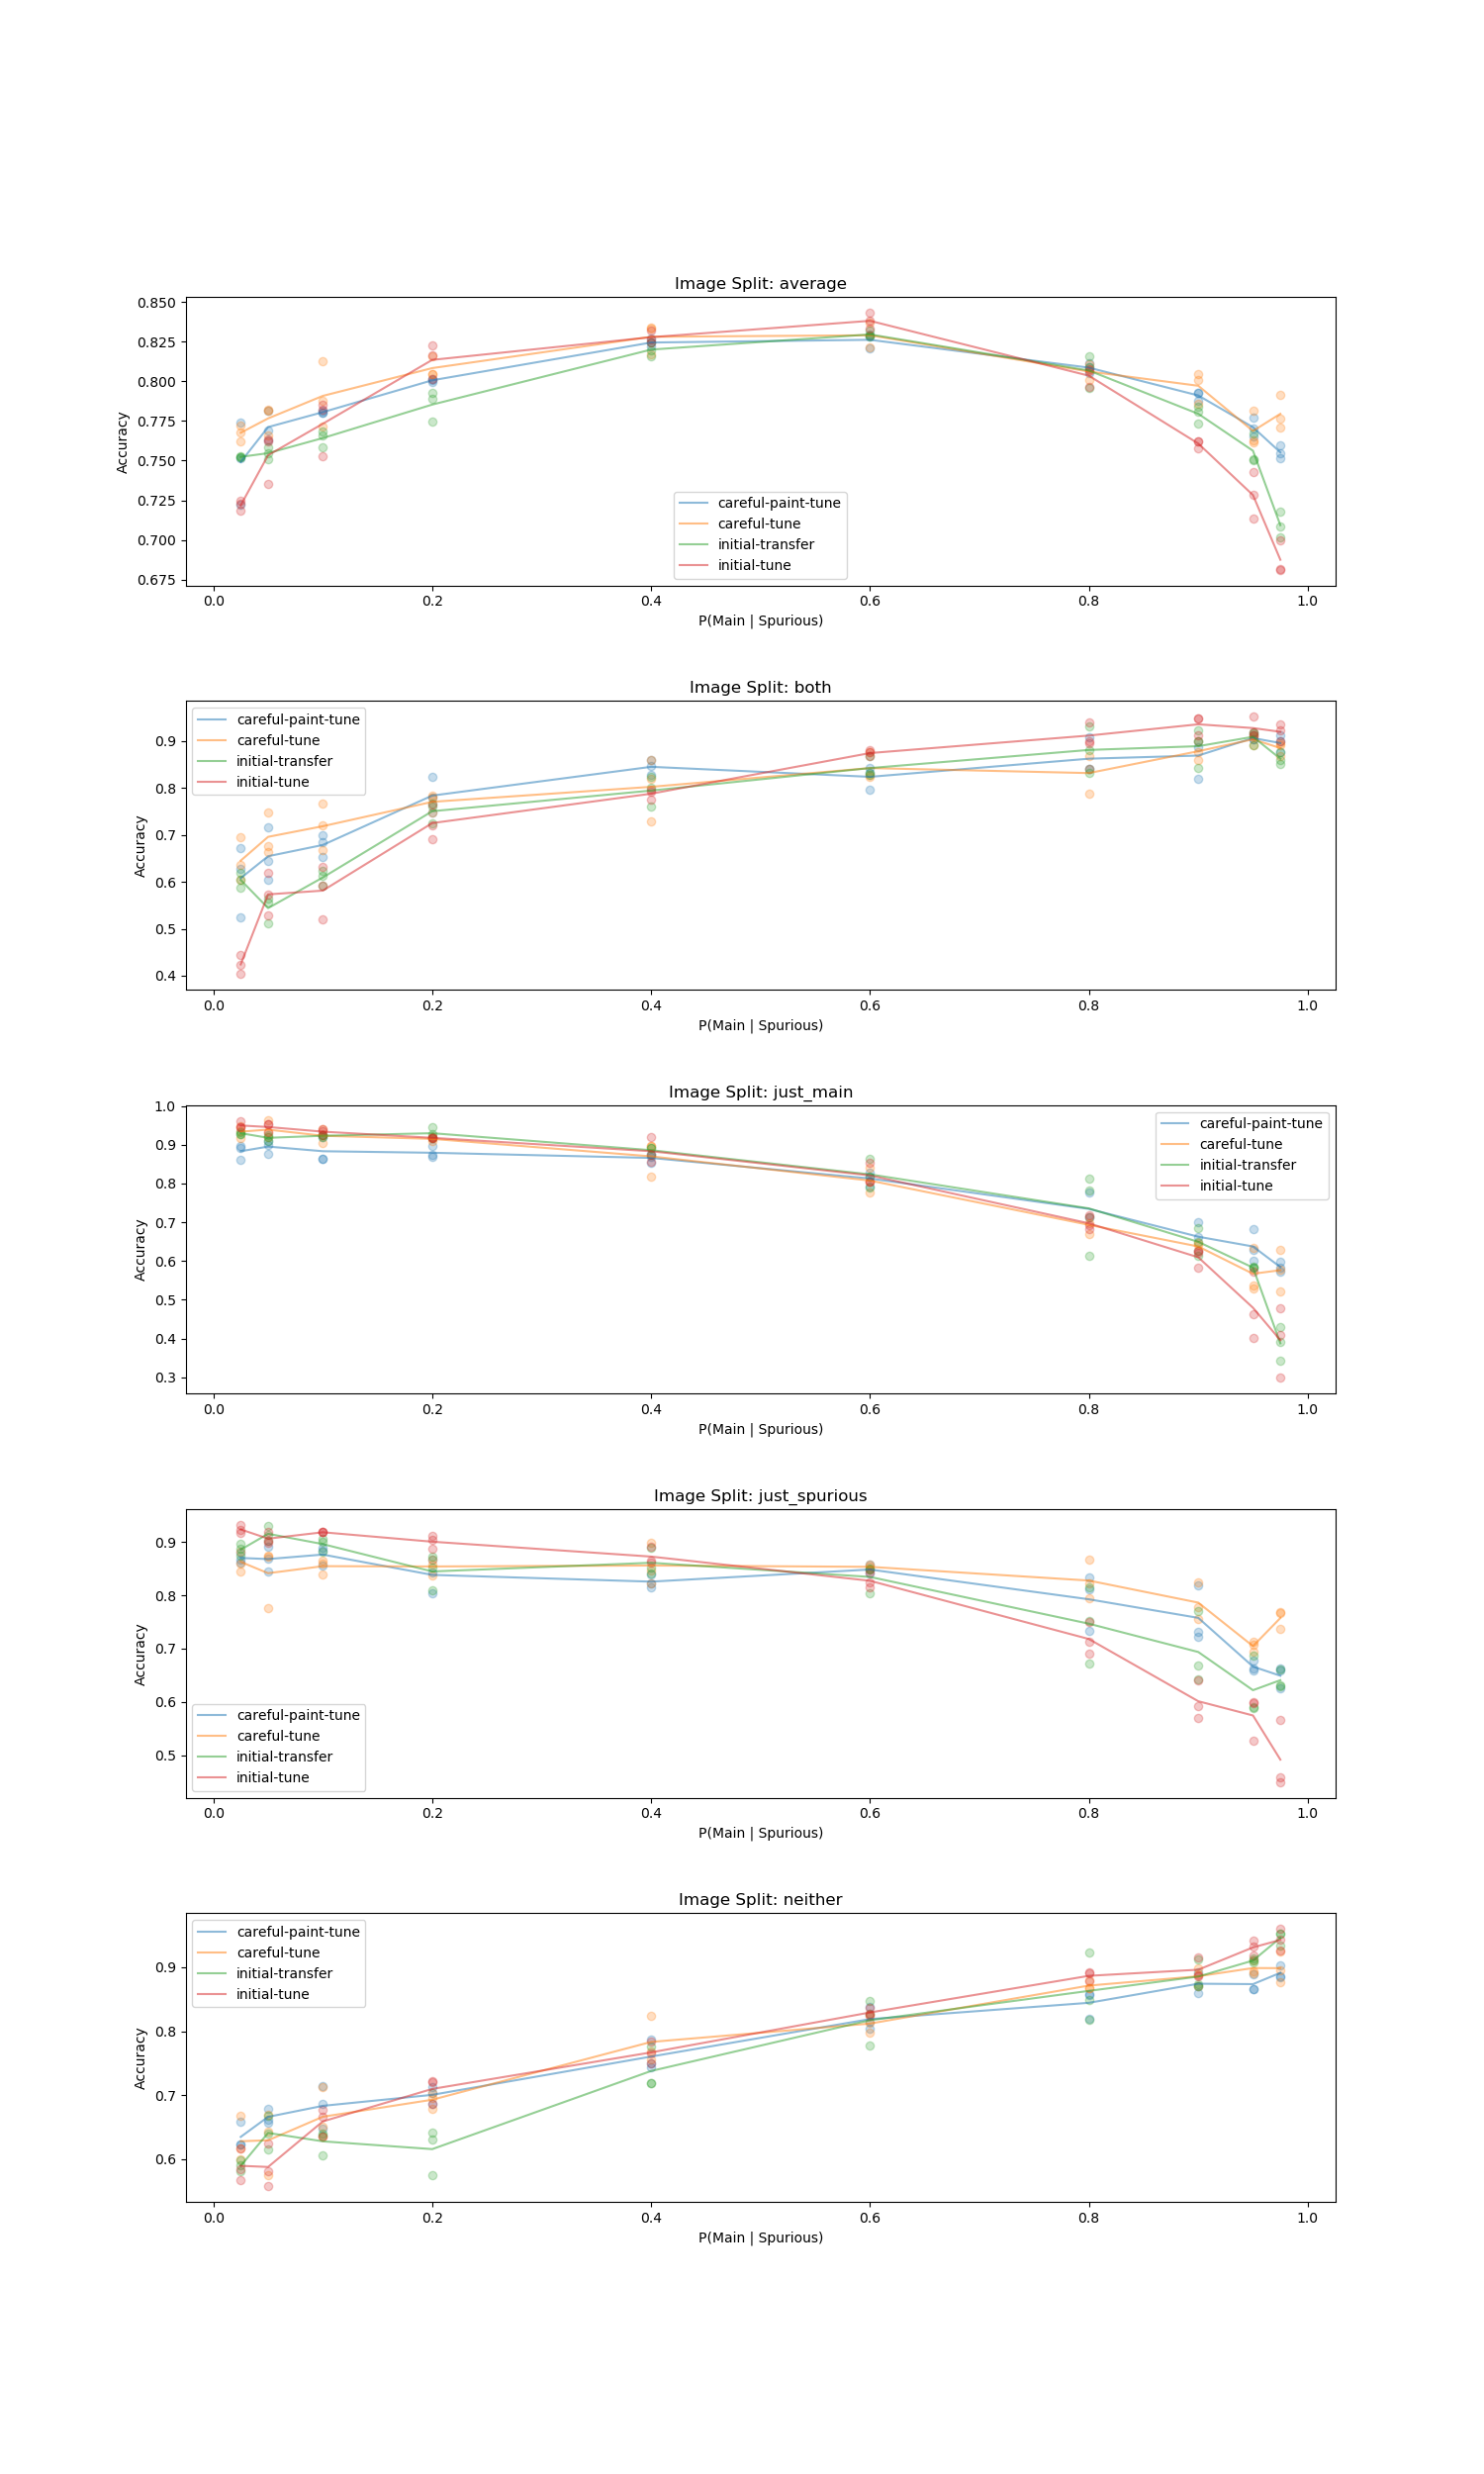 Image Split: average
0.850
0.825
0.800
0.775
0.750
0.725
0.700
0.675
Accuracy
careful-paint-tune
careful-tune
initial-transfer
initial-tune
0.0 0.2 0.4 0.6 0.8 1.0
P(Main | Spurious)
Image Split: both
careful-paint-tune
careful-tune
initial-transfer
initial-tune
0.9
0.8
0.7
0.6
0.5
0.4
Accuracy
0.0 0.2 0.4 0.6 0.8 1.0
P(Main | Spurious)
Image Split: just_main
1.0
0.9
0.8
0.7
0.6
0.5
0.4
0.3
Accuracy
careful-paint-tune
careful-tune
initial-transfer
initial-tune
0.0 0.2 0.4 0.6 0.8 1.0
P(Main | Spurious)
Image Split: just_spurious
0.9
0.8
0.7
0.6
0.5
Accuracy
careful-paint-tune
careful-tune
initial-transfer
initial-tune
0.0 0.2 0.4 0.6 0.8 1.0
P(Main | Spurious)
Image Split: neither
careful-paint-tune
careful-tune
initial-transfer
initial-tune
0.9
0.8
0.7
0.6
Accuracy
0.0 0.2 0.4 0.6 0.8 1.0
P(Main | Spurious)